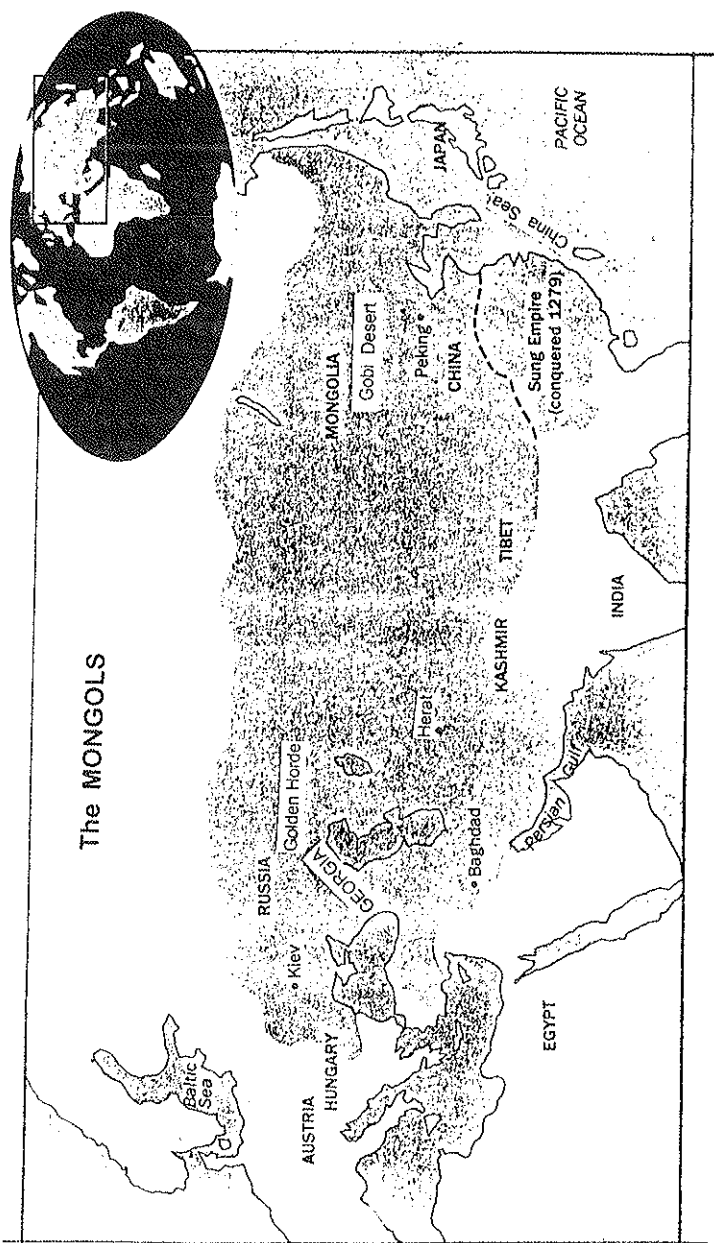 The MONGOLS
Baltic
Sea
AUSTRIA
HUNGARY
Kiev
RUSSIA
Golden Horde
GEORGIA
Herat
Baghdad
Persian
Gulf
EGYPT
KASHMIR
TIBET
INDIA
MONGOLIA
Gobi Desert
Peking
CHINA
Sung Empire
(conquered 1279)
JAPAN
China Sea
PACIFIC
OCEAN